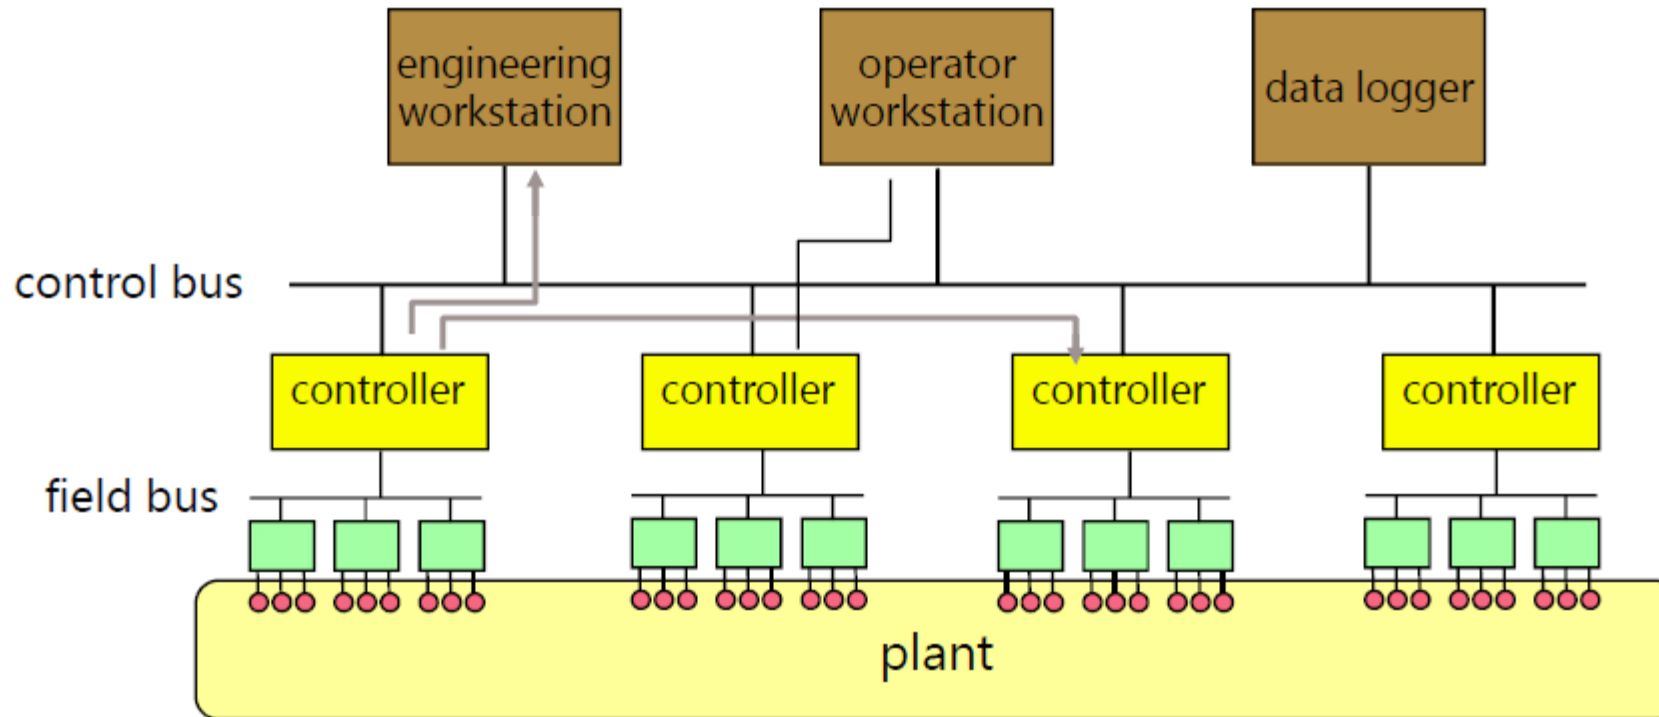 engineering
workstation
operator
workstation
data logger
control bus
controller
controller
controller
controller
field bus
plant